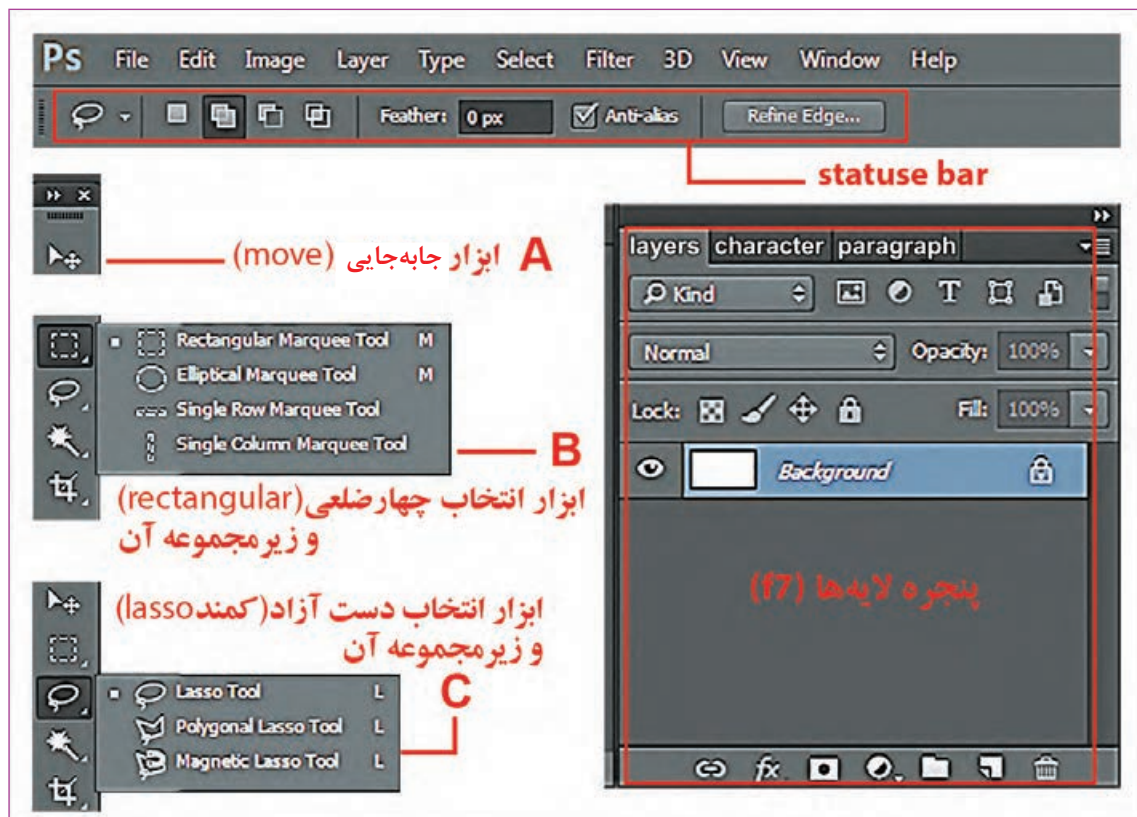 Ps File Edit Image Layer Type Select Filter 3D View Window Help
Feather: 0 px Anti-alias Refine Edge...
statuse bar
A ابزار جابه‌جایی (move)
Rectangular Marquee Tool M
Elliptical Marquee Tool M
Single Row Marquee Tool
Single Column Marquee Tool
B
ابزار انتخاب چهارضلعی(rectangular)
و زیرمجموعه آن
ابزار انتخاب دست آزاد(کمندlasso)
و زیرمجموعه آن
C
Lasso Tool L
Polygonal Lasso Tool L
Magnetic Lasso Tool L
layers character paragraph
Kind T
Normal Opacity: 100%
Lock: Fill: 100%
Background
پنجره لایه‌ها (f7)
fx